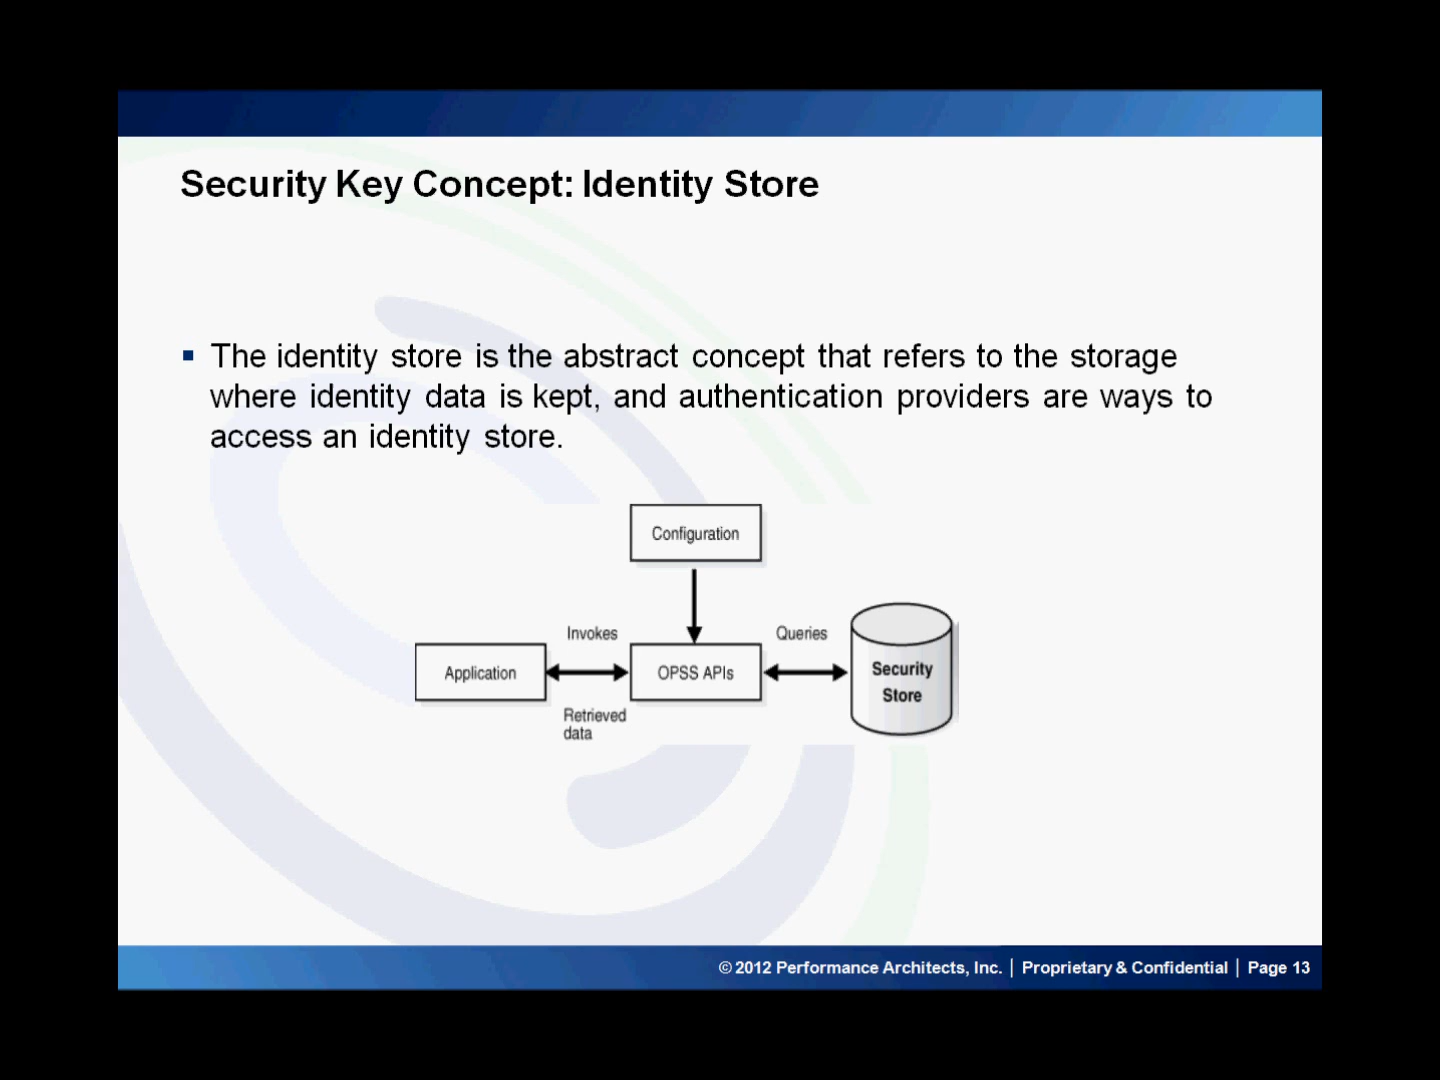 Security Key Concept: Identity Store
▪ The identity store is the abstract concept that refers to the storage
where identity data is kept, and authentication providers are ways to
access an identity store.
Configuration
Invokes
Queries
Application
OPSS APIs
Security
Store
Retrieved
data
© 2012 Performance Architects, Inc. | Proprietary & Confidential | Page 13